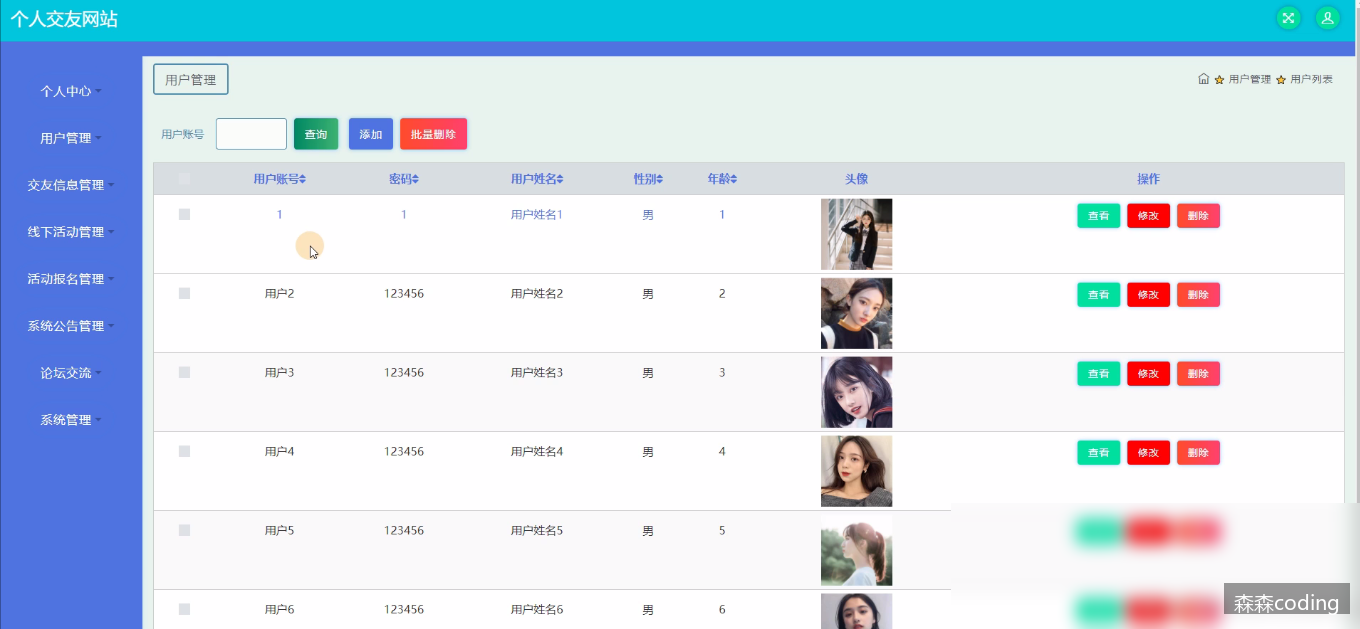 个人交友网站
用户管理
用户管理 用户列表
个人中心
用户管理
交友信息管理
线下活动管理
活动报名管理
系统公告管理
论坛交流
系统管理
用户账号 查询 添加 批量删除
用户账号 密码 用户姓名 性别 年龄 头像 操作
1 1 用户姓名1 男 1 查看 修改 删除
用户2 123456 用户姓名2 男 2 查看 修改 删除
用户3 123456 用户姓名3 男 3 查看 修改 删除
用户4 123456 用户姓名4 男 4 查看 修改 删除
用户5 123456 用户姓名5 男 5
用户6 123456 用户姓名6 男 6
森森coding